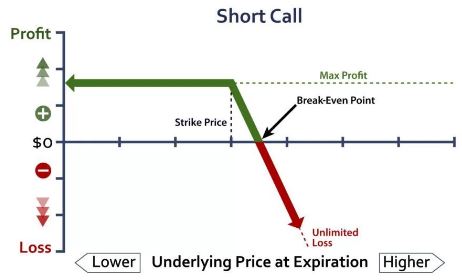 Short Call
Profit
Max Profit
Break-Even Point
Strike Price
$0
Unlimited
Loss
Loss
Lower
Underlying Price at Expiration
Higher